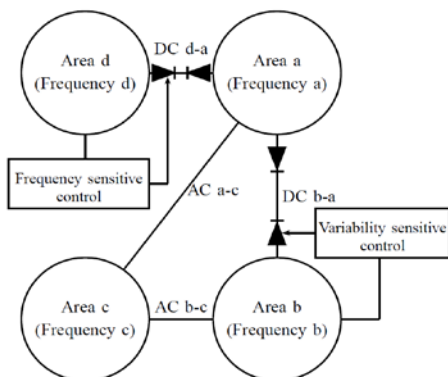 DC d-a
Area d
(Frequency d)
Area a
(Frequency a)
Frequency sensitive
control
AC a-c
DC b-a
Variability sensitive
control
Area c
(Frequency c)
AC b-c
Area b
(Frequency b)